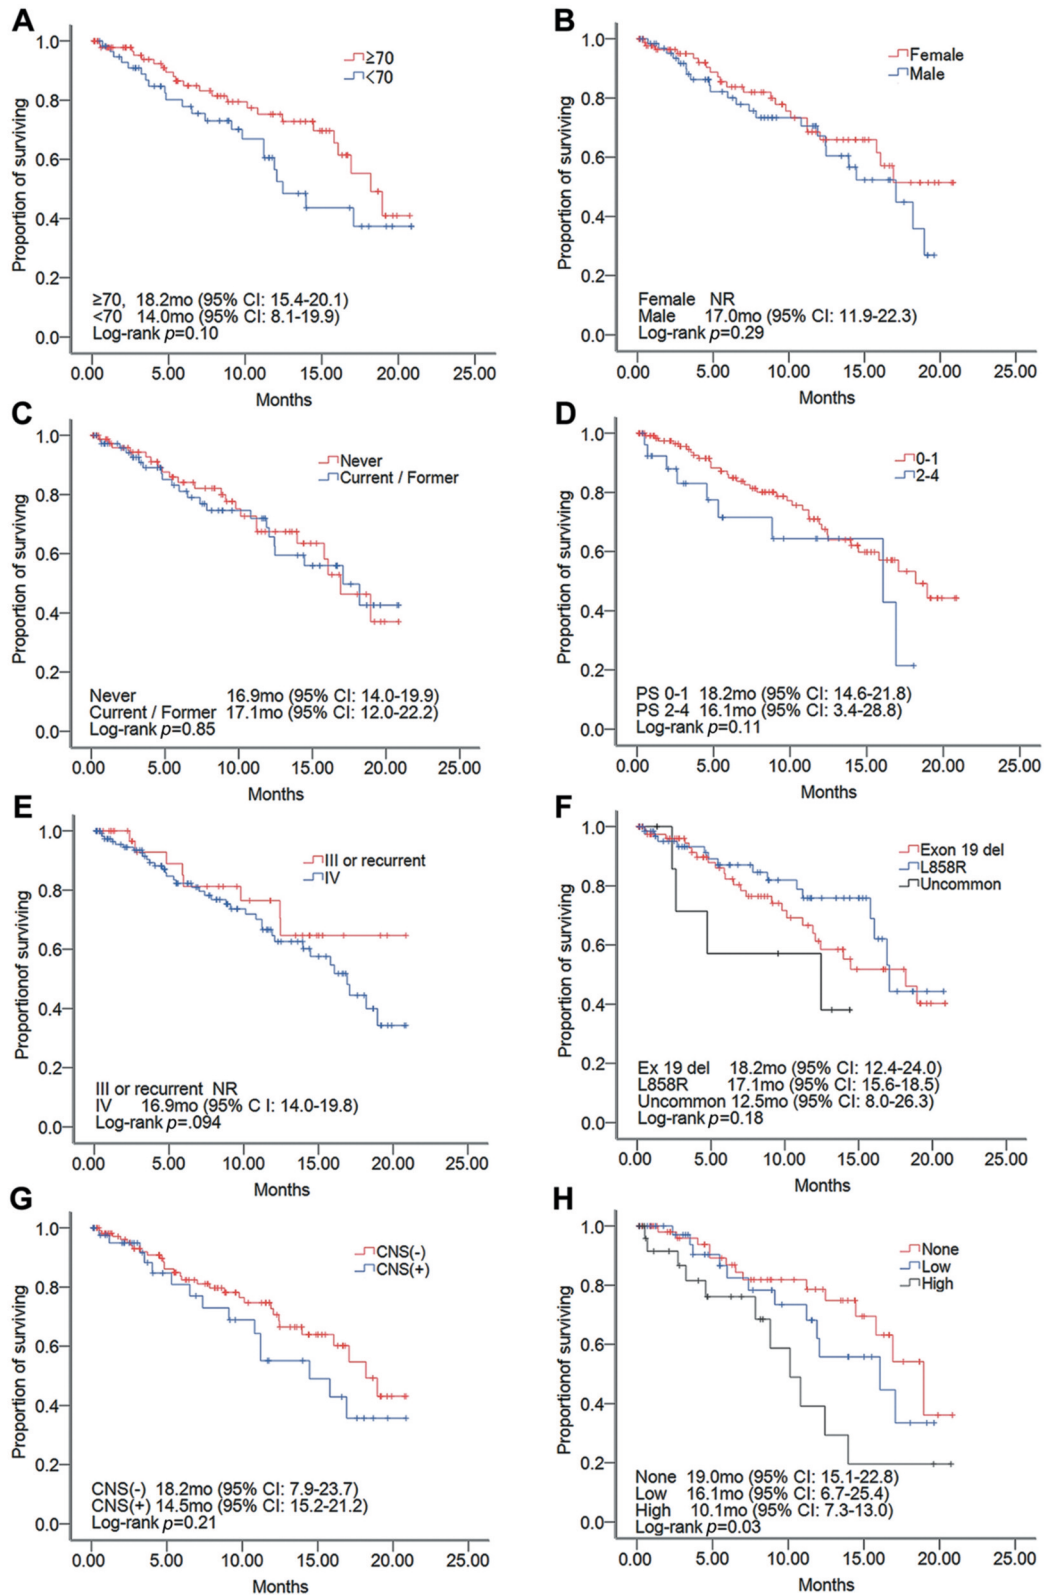 A
Proportion of surviving
1.0
0.8
0.6
0.4
0.2
0.0
≥70
<70
≥70, 18.2mo (95% CI: 15.4-20.1)
<70 14.0mo (95% CI: 8.1-19.9)
Log-rank p=0.10
0.00 5.00 10.00 15.00 20.00 25.00
Months
B
Proportion of surviving
1.0
0.8
0.6
0.4
0.2
0.0
Female
Male
Female NR
Male 17.0mo (95% CI: 11.9-22.3)
Log-rank p=0.29
0.00 5.00 10.00 15.00 20.00 25.00
Months
C
Proportion of surviving
1.0
0.8
0.6
0.4
0.2
0.0
Never
Current / Former
Never 16.9mo (95% CI: 14.0-19.9)
Current / Former 17.1mo (95% CI: 12.0-22.2)
Log-rank p=0.85
0.00 5.00 10.00 15.00 20.00 25.00
Months
D
Proportion of surviving
1.0
0.8
0.6
0.4
0.2
0.0
0-1
2-4
PS 0-1 18.2mo (95% CI: 14.6-21.8)
PS 2-4 16.1mo (95% CI: 3.4-28.8)
Log-rank p=0.11
0.00 5.00 10.00 15.00 20.00 25.00
Months
E
Proportionof surviving
1.0
0.8
0.6
0.4
0.2
0.0
III or recurrent
IV
III or recurrent NR
IV 16.9mo (95% C I: 14.0-19.8)
Log-rank p=.094
0.00 5.00 10.00 15.00 20.00 25.00
Months
F
Proportion of surviving
1.0
0.8
0.6
0.4
0.2
0.0
Exon 19 del
L858R
Uncommon
Ex 19 del 18.2mo (95% CI: 12.4-24.0)
L858R 17.1mo (95% CI: 15.6-18.5)
Uncommon 12.5mo (95% CI: 8.0-26.3)
Log-rank p=0.18
0.00 5.00 10.00 15.00 20.00 25.00
Months
G
Proportion of surviving
1.0
0.8
0.6
0.4
0.2
0.0
CNS(-)
CNS(+)
CNS(-) 18.2mo (95% CI: 7.9-23.7)
CNS(+) 14.5mo (95% CI: 15.2-21.2)
Log-rank p=0.21
0.00 5.00 10.00 15.00 20.00 25.00
Months
H
Proportionof surviving
1.0
0.8
0.6
0.4
0.2
0.0
None
Low
High
None 19.0mo (95% CI: 15.1-22.8)
Low 16.1mo (95% CI: 6.7-25.4)
High 10.1mo (95% CI: 7.3-13.0)
Log-rank p=0.03
0.00 5.00 10.00 15.00 20.00 25.00
Months